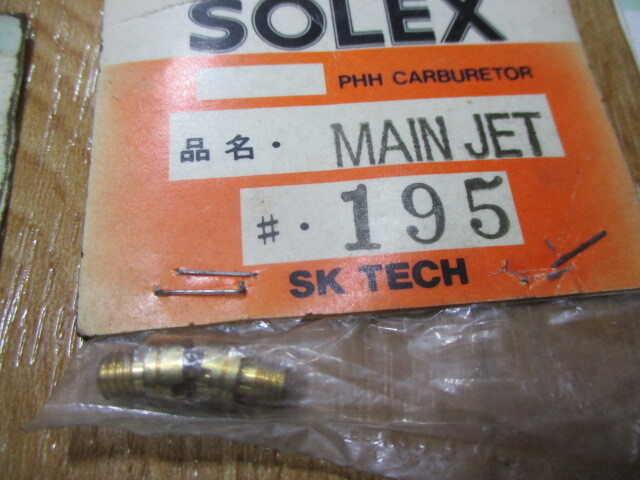 SOLEX
PHH CARBURETOR
品名・ MAIN JET
#・ 195
SK TECH